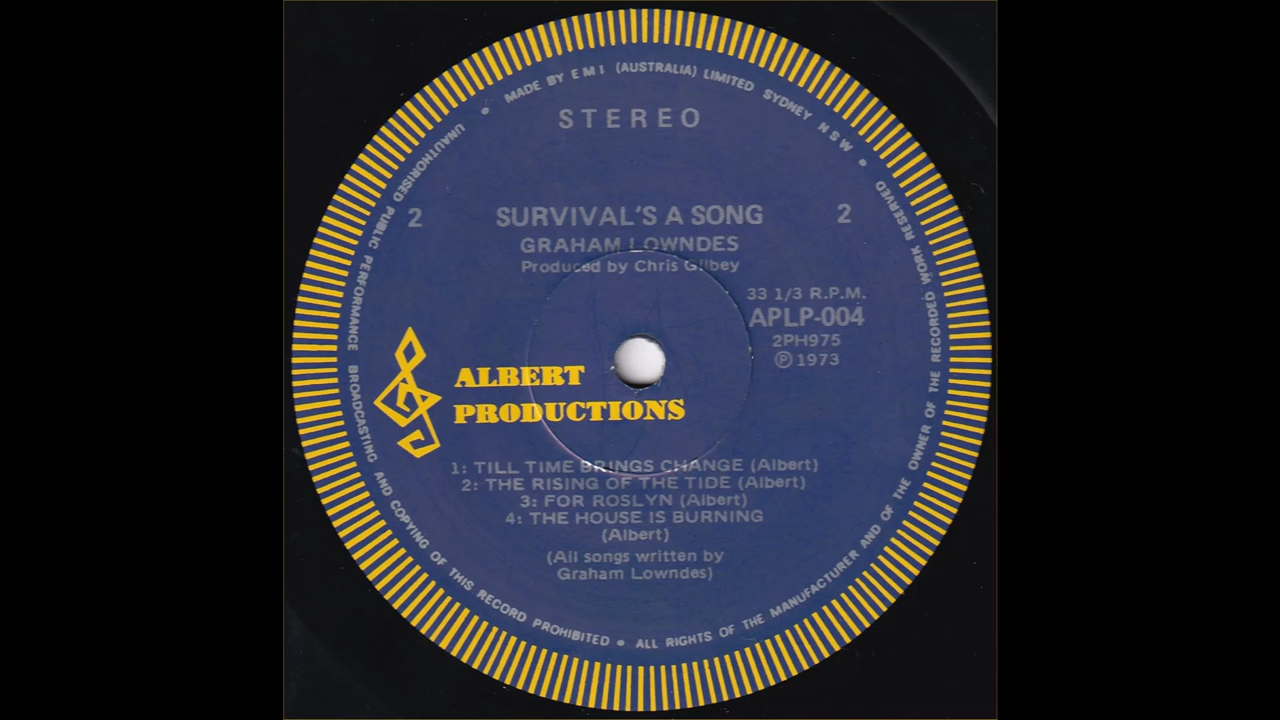 MADE BY E M I (AUSTRALIA) LIMITED SYDNEY N S W
STEREO
2 SURVIVAL'S A SONG 2
GRAHAM LOWNDES
Produced by Chris Gilbey
33 1/3 R.P.M.
APLP-004
2PH975
Ⓟ 1973
ALBERT
PRODUCTIONS
1: TILL TIME BRINGS CHANGE (Albert)
2: THE RISING OF THE TIDE (Albert)
3: FOR ROSLYN (Albert)
4: THE HOUSE IS BURNING
(Albert)
(All songs written by
Graham Lowndes)
UNAUTHORISED PUBLIC PERFORMANCE BROADCASTING AND COPYING OF THIS RECORD PROHIBITED • ALL RIGHTS OF THE MANUFACTURER AND OF THE OWNER OF THE RECORDED WORK RESERVED